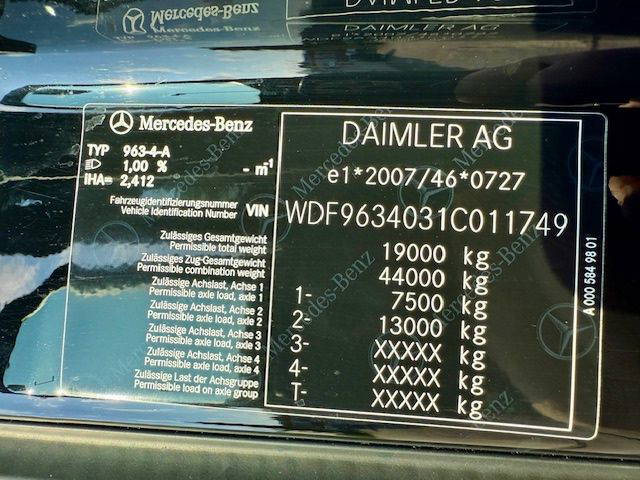 Mercedes-Benz
DAIMLER AG
Mercedes-Benz
DAIMLER AG
TYP 963-4-A
1,00 % - m⁻¹
IHA= 2,412
e1*2007/46*0727
Fahrzeugidentifizierungsnummer
Vehicle Identification Number VIN WDF9634031C011749
Zulässiges Gesamtgewicht
Permissible total weight 19000 kg
Zulässiges Zug-Gesamtgewicht
Permissible combination weight 44000 kg
Zulässige Achslast, Achse 1
Permissible axle load, axle 1 1- 7500 kg
Zulässige Achslast, Achse 2
Permissible axle load, axle 2 2- 13000 kg
Zulässige Achslast, Achse 3
Permissible axle load, axle 3 3- XXXXX kg
Zulässige Achslast, Achse 4
Permissible axle load, axle 4 4- XXXXX kg
Zulässige Last der Achsgruppe
Permissible load on axle group T- XXXXX kg
A 000 584 98 01